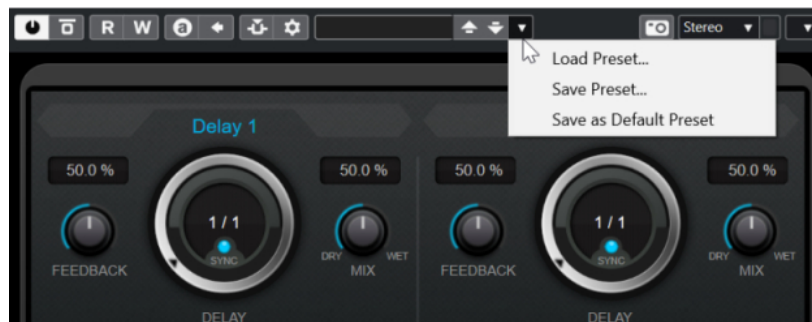 R W a Stereo
Load Preset...
Save Preset...
Save as Default Preset
Delay 1
50.0 % 50.0 % 50.0 % 50.0 %
1 / 1 1 / 1
SYNC SYNC
DRY WET DRY WET
FEEDBACK MIX FEEDBACK MIX
DELAY DELAY